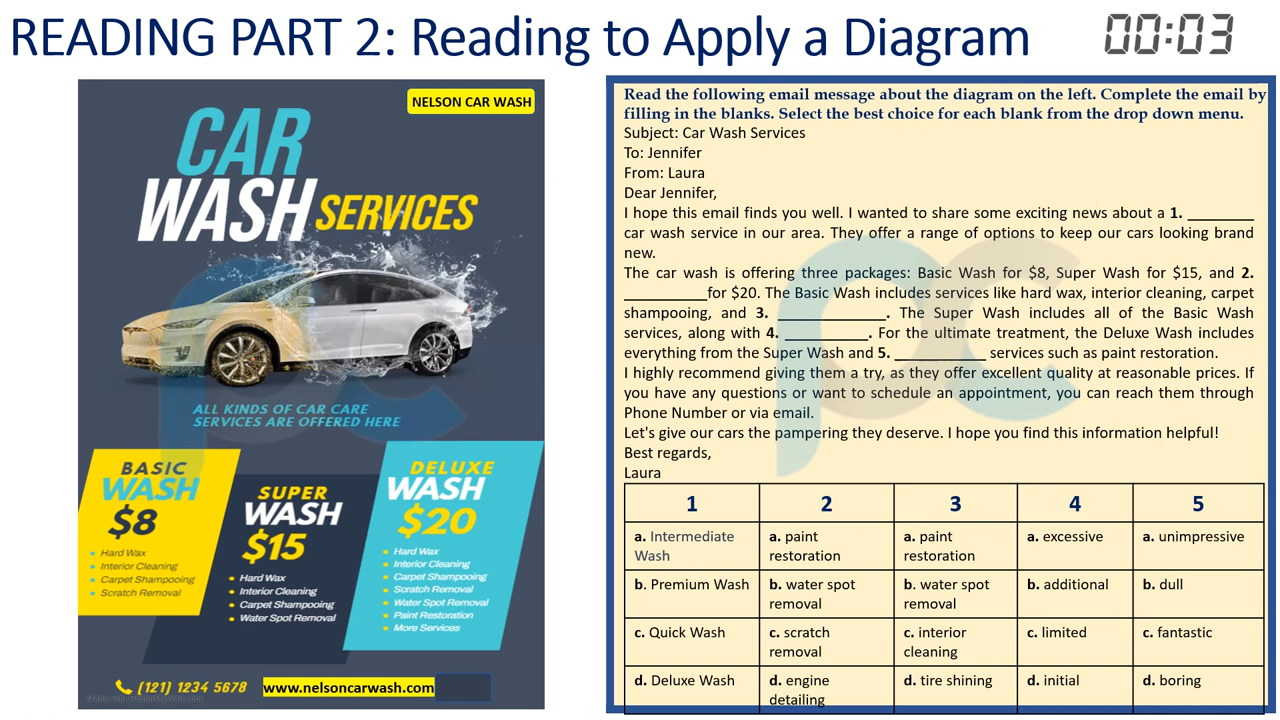 READING PART 2: Reading to Apply a Diagram
00:03
NELSON CAR WASH
CAR
WASH SERVICES
ALL KINDS OF CAR CARE
SERVICES ARE OFFERED HERE
BASIC
WASH
$8
• Hard Wax
• Interior Cleaning
• Carpet Shampooing
• Scratch Removal
SUPER
WASH
$15
• Hard Wax
• Interior Cleaning
• Carpet Shampooing
• Water Spot Removal
DELUXE
WASH
$20
• Hard Wax
• Interior Cleaning
• Carpet Shampooing
• Scratch Removal
• Water Spot Removal
• Paint Restoration
• More Services
(121) 1234 5678 www.nelsoncarwash.com
Read the following email message about the diagram on the left. Complete the email by
filling in the blanks. Select the best choice for each blank from the drop down menu.
Subject: Car Wash Services
To: Jennifer
From: Laura
Dear Jennifer,
I hope this email finds you well. I wanted to share some exciting news about a 1. ________
car wash service in our area. They offer a range of options to keep our cars looking brand
new.
The car wash is offering three packages: Basic Wash for $8, Super Wash for $15, and 2.
__________for $20. The Basic Wash includes services like hard wax, interior cleaning, carpet
shampooing, and 3. _____________. The Super Wash includes all of the Basic Wash
services, along with 4. __________. For the ultimate treatment, the Deluxe Wash includes
everything from the Super Wash and 5. ___________ services such as paint restoration.
I highly recommend giving them a try, as they offer excellent quality at reasonable prices. If
you have any questions or want to schedule an appointment, you can reach them through
Phone Number or via email.
Let's give our cars the pampering they deserve. I hope you find this information helpful!
Best regards,
Laura
1 2 3 4 5
a. Intermediate Wash a. paint restoration a. paint restoration a. excessive a. unimpressive
b. Premium Wash b. water spot removal b. water spot removal b. additional b. dull
c. Quick Wash c. scratch removal c. interior cleaning c. limited c. fantastic
d. Deluxe Wash d. engine detailing d. tire shining d. initial d. boring